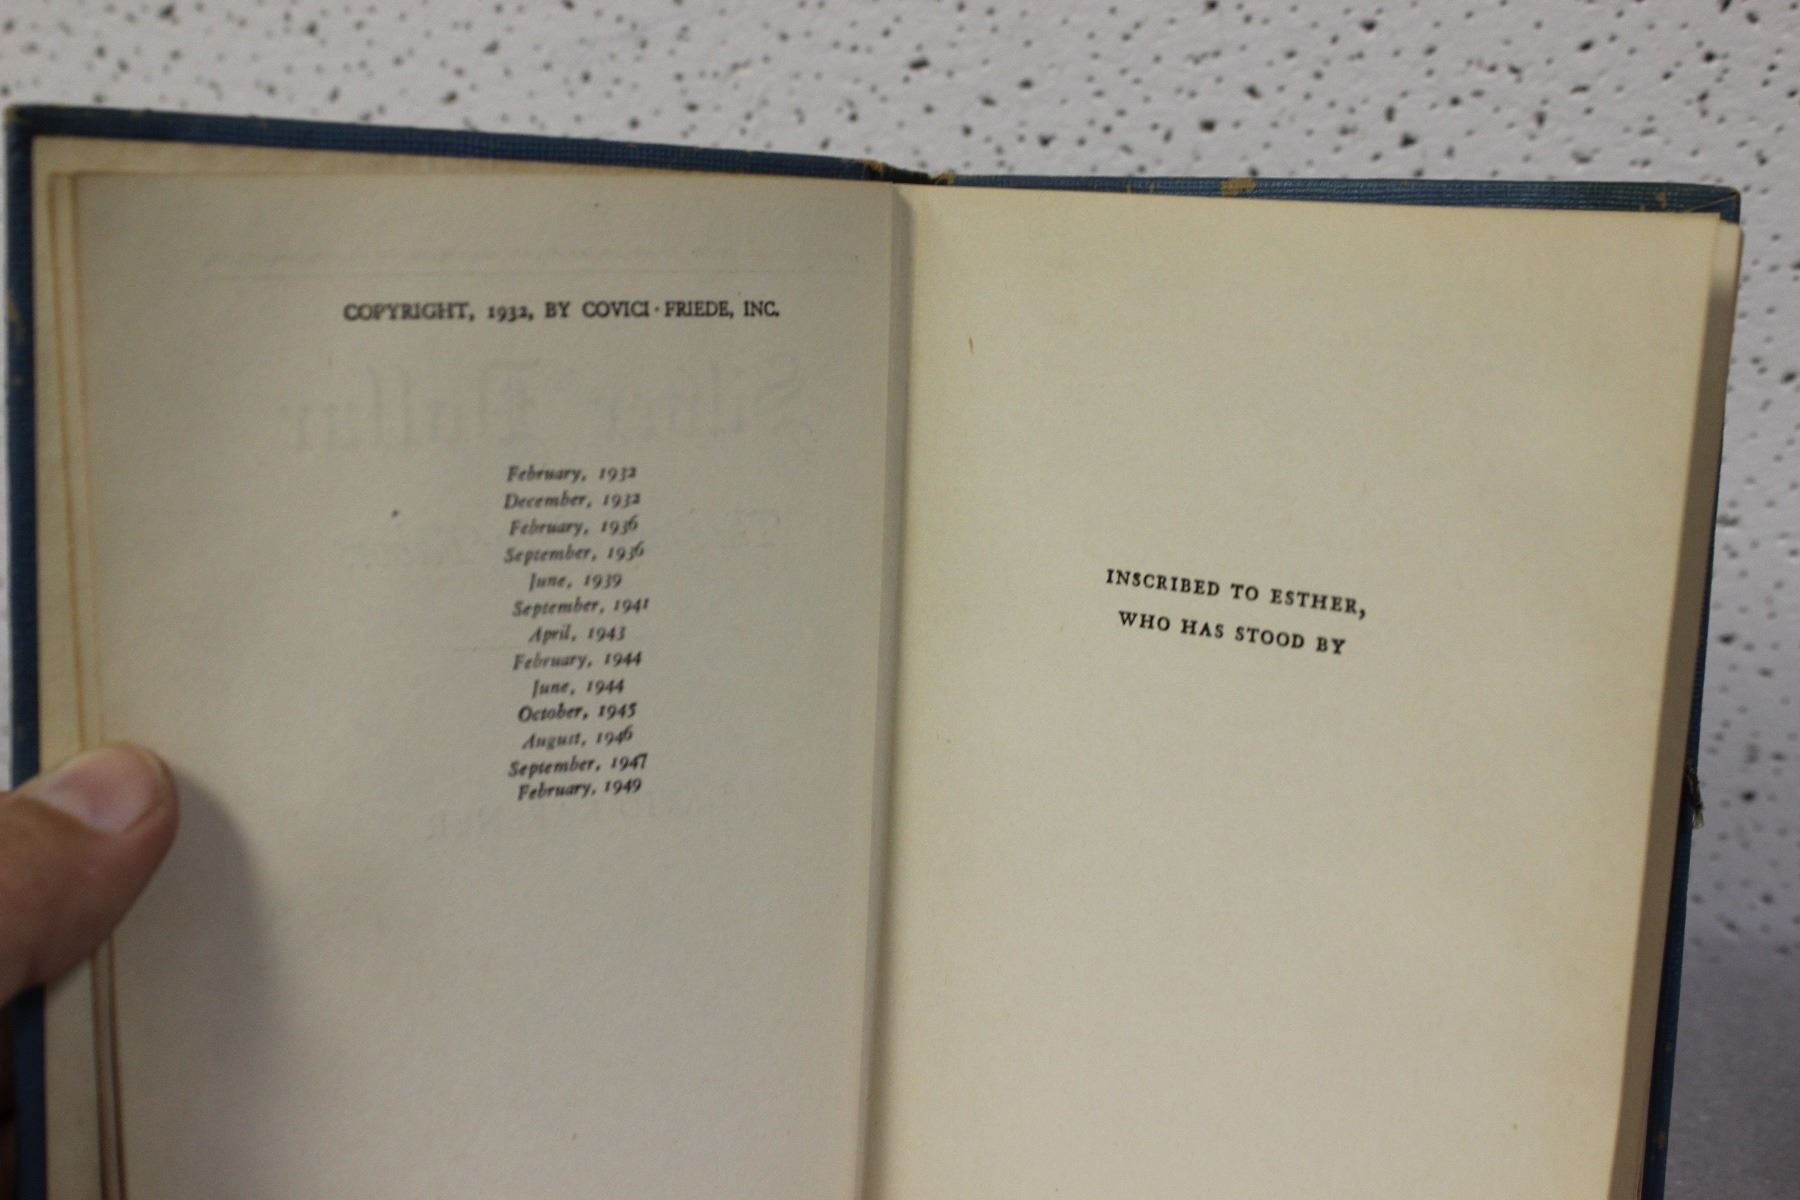 COPYRIGHT, 1932, BY COVICI · FRIEDE, INC.
February, 1932
December, 1932
February, 1936
September, 1936
June, 1939
September, 1941
April, 1943
February, 1944
June, 1944
October, 1945
August, 1946
September, 1947
February, 1949
INSCRIBED TO ESTHER,
WHO HAS STOOD BY